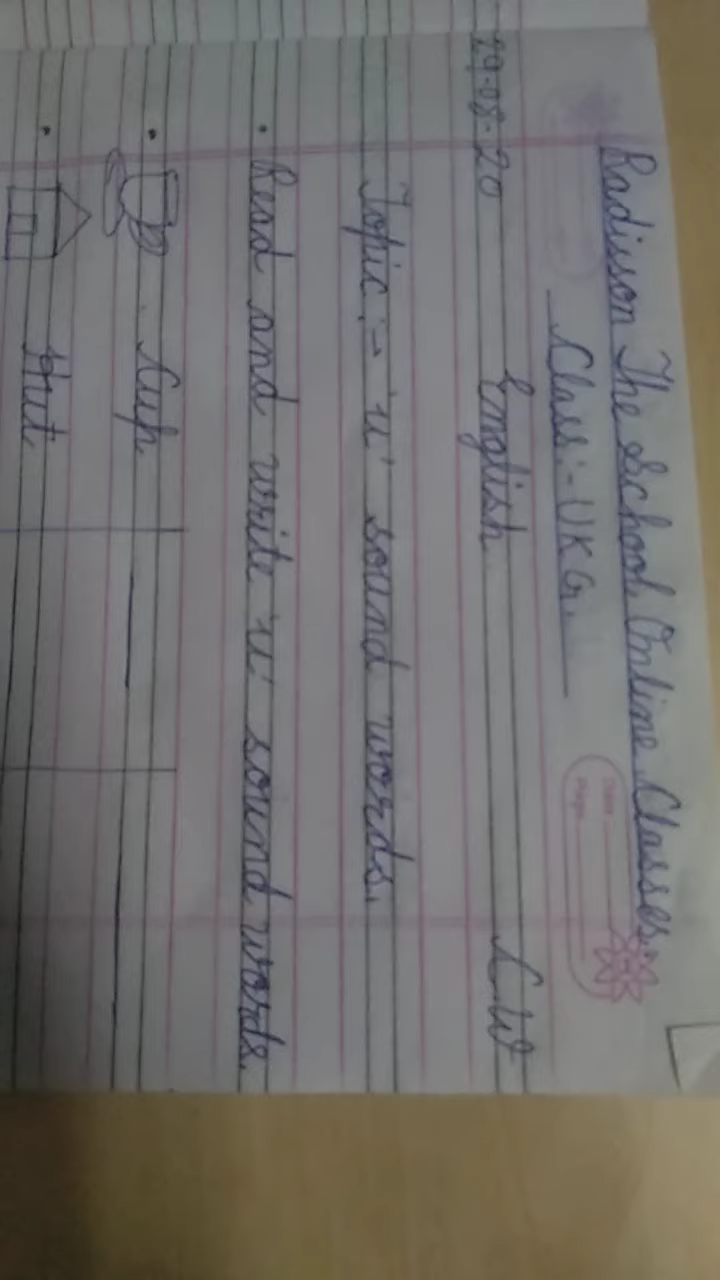 Radiuson The School Online Classes.
Class:- UKG.
29-08-20 English C.W
Topic:- 'u' sound words.
• Read and write 'u' sound words.
• Cup
• Hut